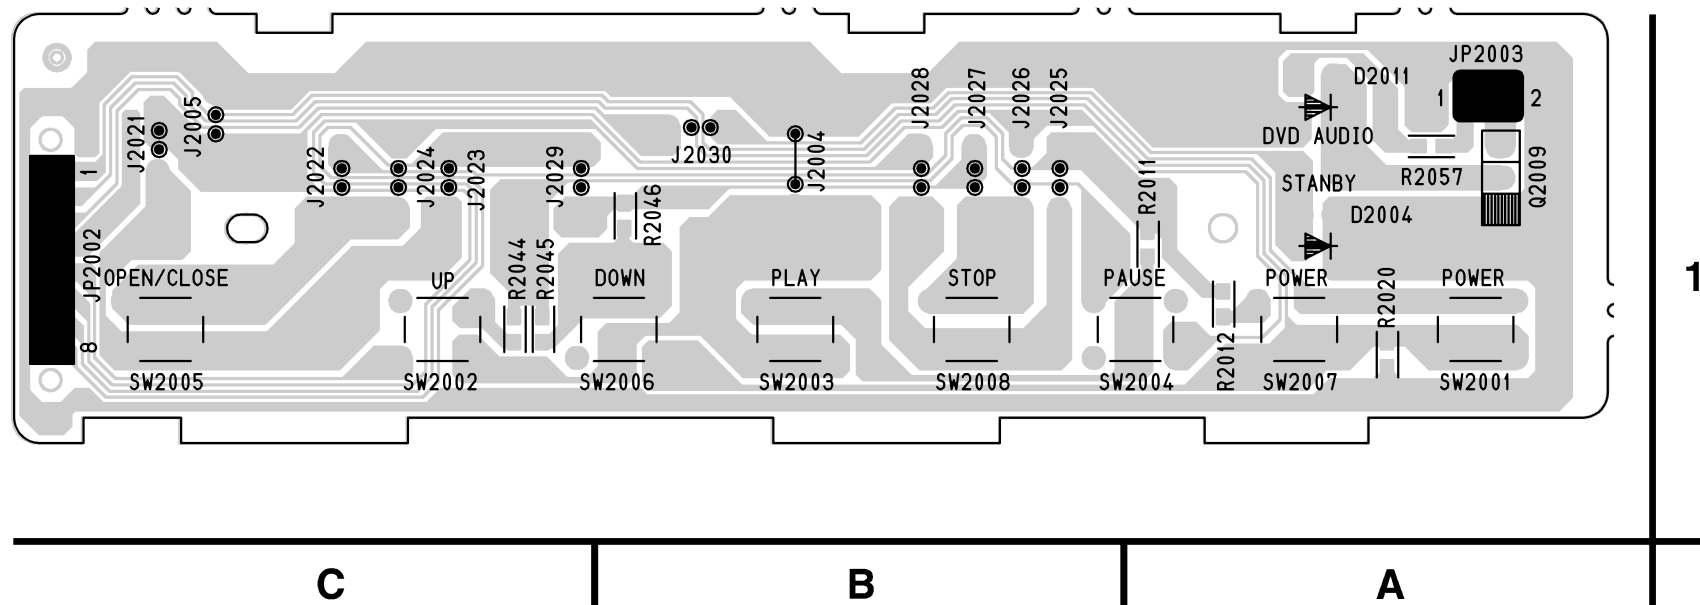 JP2003
D2011
1
2
DVD AUDIO
J2028
J2027
J2026
J2025
J2005
J2021
J2022
J2024
J2023
J2029
J2030
J2004
R2011
R2057
Q2009
STANBY
D2004
1
JP2002
8
R2046
R2044
R2045
OPEN/CLOSE
UP
DOWN
PLAY
STOP
PAUSE
POWER
POWER
R2012
R2020
SW2005
SW2002
SW2006
SW2003
SW2008
SW2004
SW2007
SW2001
1
C
B
A